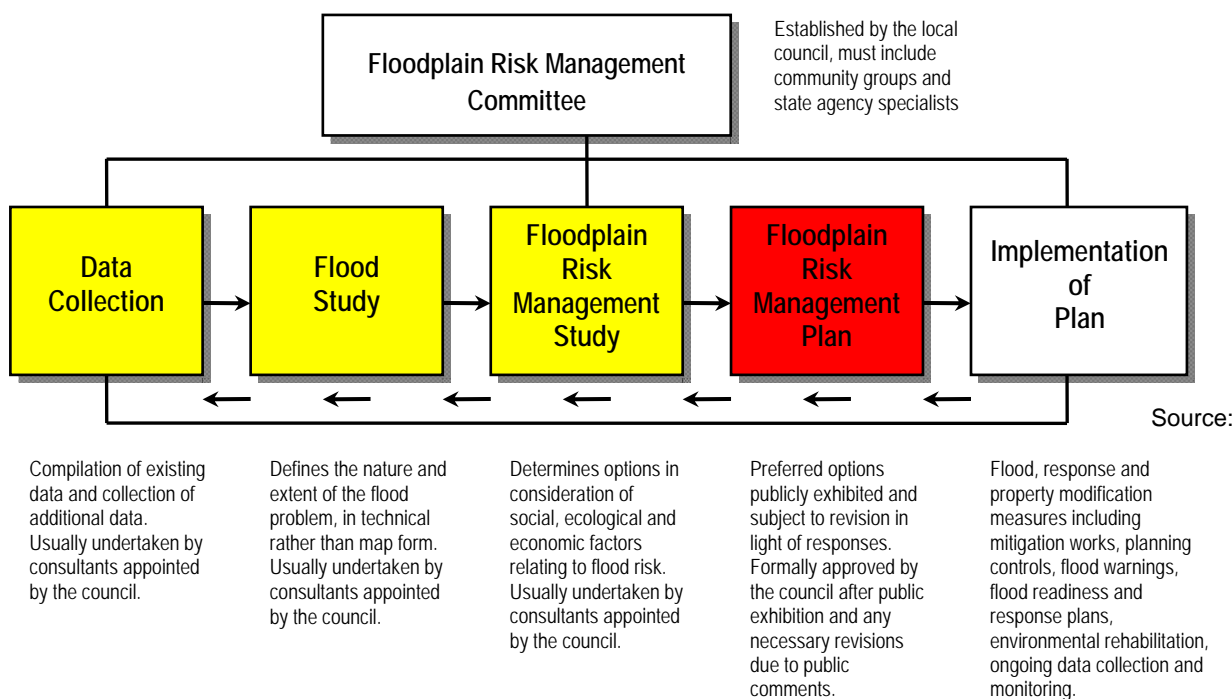 Floodplain Risk Management
Committee
Established by the local
council, must include
community groups and
state agency specialists
Data
Collection
Flood
Study
Floodplain
Risk
Management
Study
Floodplain
Risk
Management
Plan
Implementation
of
Plan
Source:
Compilation of existing
data and collection of
additional data.
Usually undertaken by
consultants appointed
by the council.
Defines the nature and
extent of the flood
problem, in technical
rather than map form.
Usually undertaken by
consultants appointed
by the council.
Determines options in
consideration of
social, ecological and
economic factors
relating to flood risk.
Usually undertaken by
consultants appointed
by the council.
Preferred options
publicly exhibited and
subject to revision in
light of responses.
Formally approved by
the council after public
exhibition and any
necessary revisions
due to public
comments.
Flood, response and
property modification
measures including
mitigation works, planning
controls, flood warnings,
flood readiness and
response plans,
environmental rehabilitation,
ongoing data collection and
monitoring.